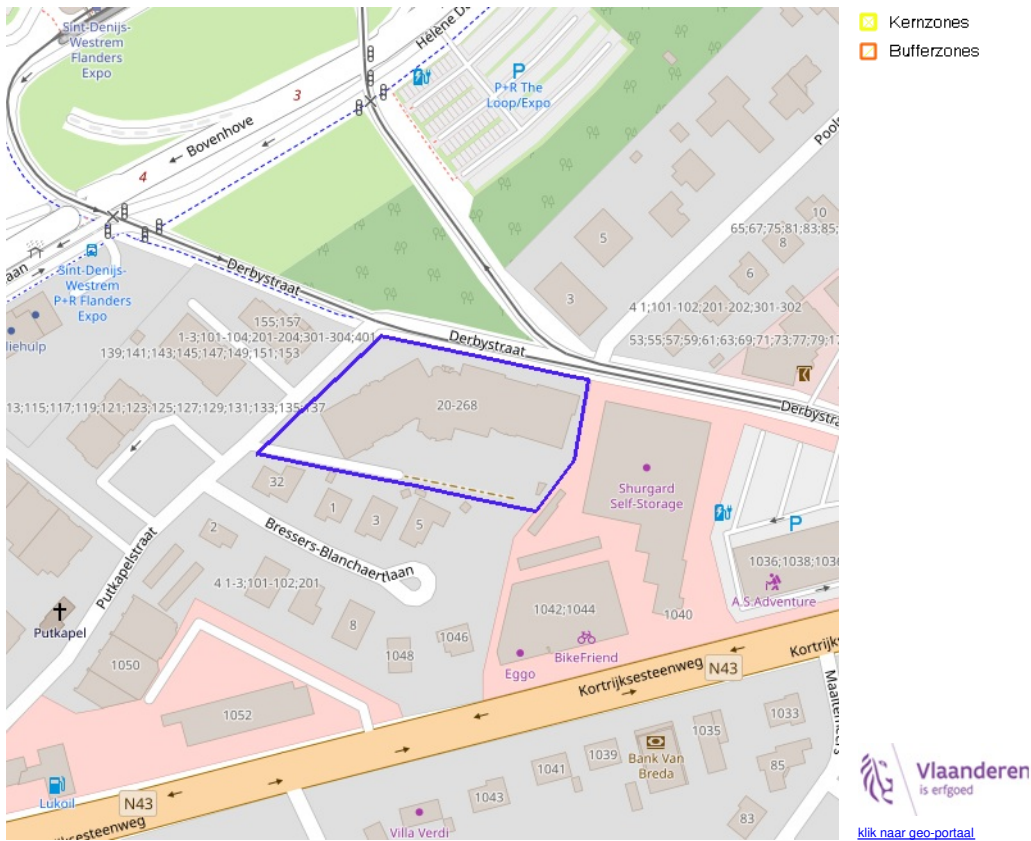 Sint-Denijs-
Westrem
Flanders
Expo
3
Bovenhove
4
P
P+R The
Loop/Expo
Kernzones
Bufferzones
Sint-Denijs-
Westrem
P+R Flanders
Expo
aan
liehulp
Derbystraat
155;157
1-3;101-104;201-204;301-304;401
139;141;143;145;147;149;151;153
13;115;117;119;121;123;125;127;129;131;133;135;137
5
3
10
65;67;75;81;83;85;
8
6
4 1;101-102;201-202;301-302
53;55;57;59;61;63;69;71;73;77;79;17
Derbystraat
Derbystra
20-268
32
1
3
5
2
Bressers-Blanchaertlaan
4 1-3;101-102;201
8
Putkapelstraat
Putkapel
Shurgard
Self-Storage
P
1036;1038;1036
A.S.Adventure
1042;1044
1040
BikeFriend
Eggo
1046
1048
1050
1052
Kortrijksesteenweg
N43
Kortrijks
Lukoil
N43
ijksesteenweg
1041
1039
1043
Bank Van
Breda
1035
1033
85
83
Villa Verdi
Vlaanderen
is erfgoed
klik naar geo-portaal